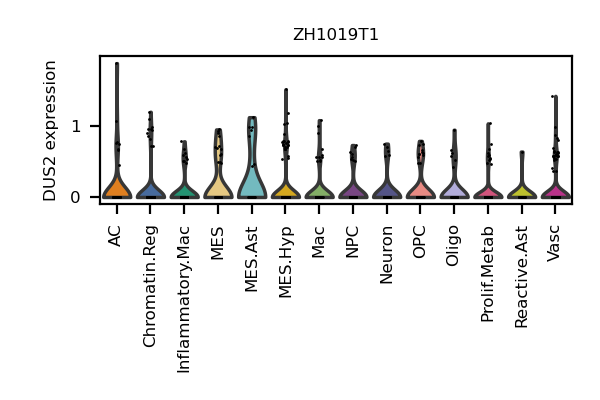 ZH1019T1
DUS2 expression
1
0
AC
Chromatin.Reg
Inflammatory.Mac
MES
MES.Ast
MES.Hyp
Mac
NPC
Neuron
OPC
Oligo
Prolif.Metab
Reactive.Ast
Vasc